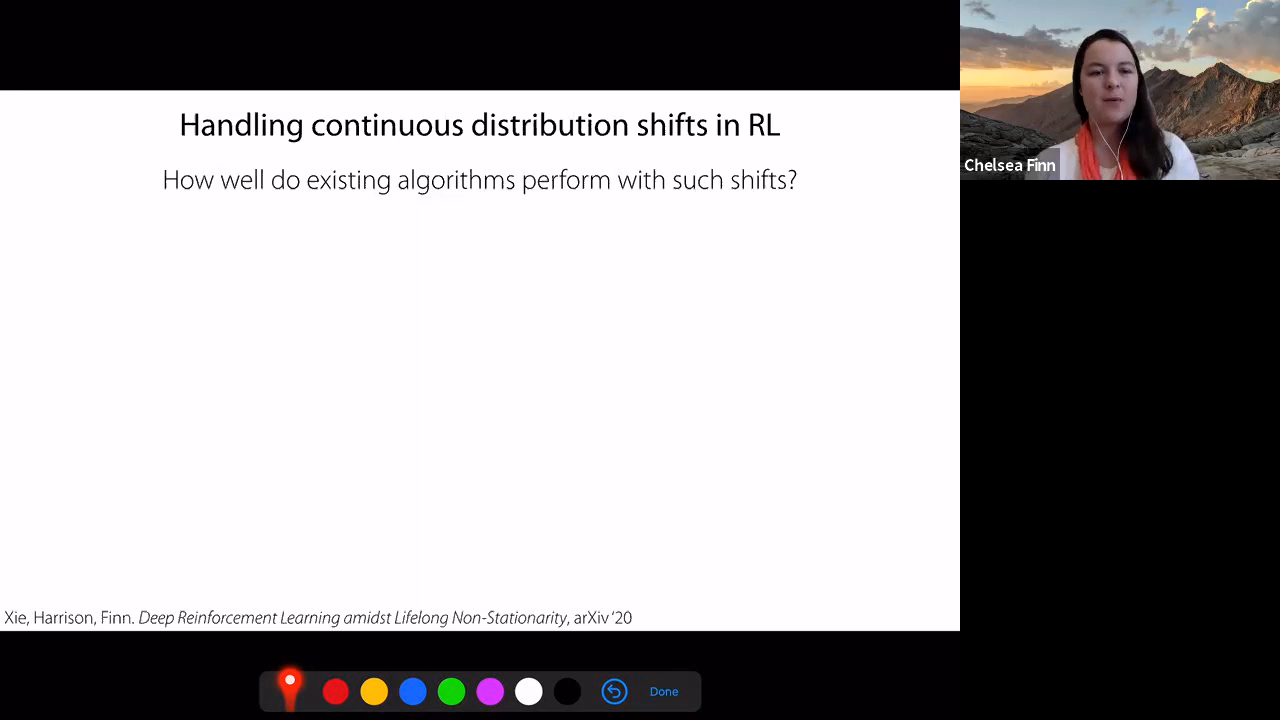 Handling continuous distribution shifts in RL
How well do existing algorithms perform with such shifts?
Chelsea Finn
Xie, Harrison, Finn. Deep Reinforcement Learning amidst Lifelong Non-Stationarity, arXiv '20
Done